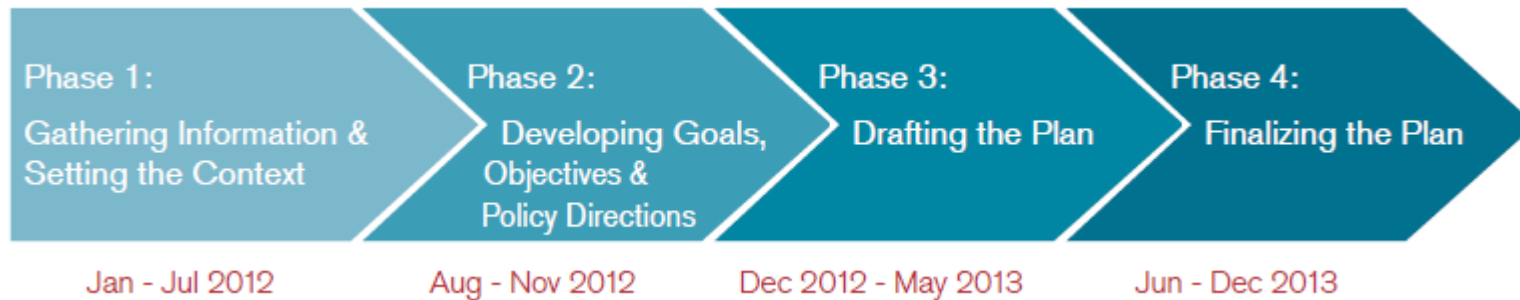 Phase 1:
Gathering Information &
Setting the Context
Phase 2:
Developing Goals,
Objectives &
Policy Directions
Phase 3:
Drafting the Plan
Phase 4:
Finalizing the Plan
Jan - Jul 2012
Aug - Nov 2012
Dec 2012 - May 2013
Jun - Dec 2013